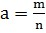 a = m/n